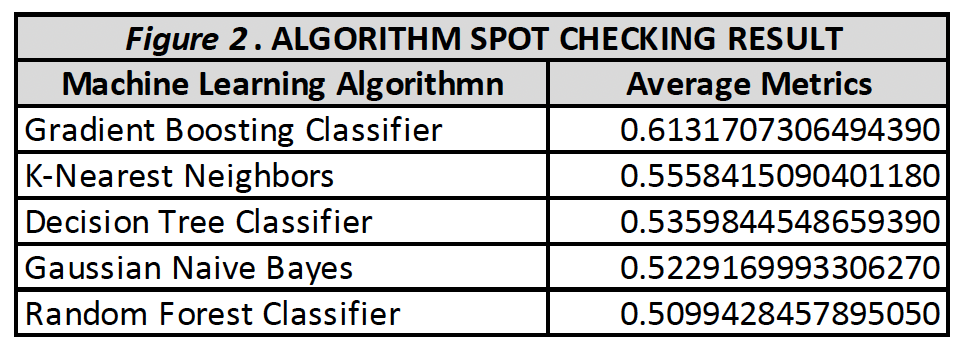 Figure 2 . ALGORITHM SPOT CHECKING RESULT
Machine Learning Algorithmn Average Metrics
Gradient Boosting Classifier 0.6131707306494390
K-Nearest Neighbors 0.5558415090401180
Decision Tree Classifier 0.5359844548659390
Gaussian Naive Bayes 0.5229169993306270
Random Forest Classifier 0.5099428457895050